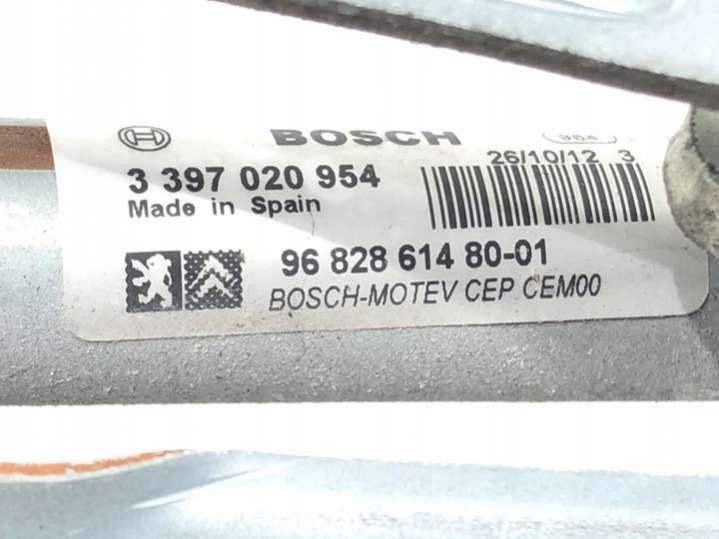 BOSCH
954
26/10/12 3
3 397 020 954
Made in Spain
96 828 614 80-01
BOSCH-MOTEV CEP CEM00